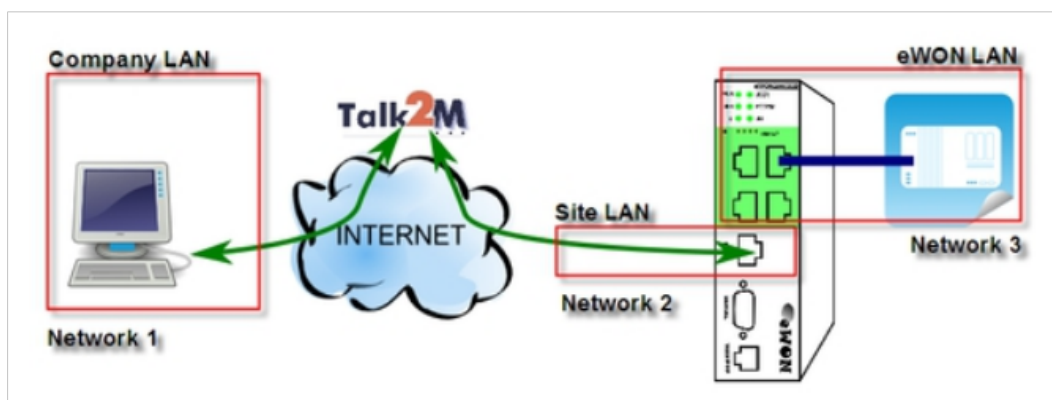 Company LAN
eWON LAN
Talk2M
Site LAN
INTERNET
Network 3
Network 2
Network 1
eWON